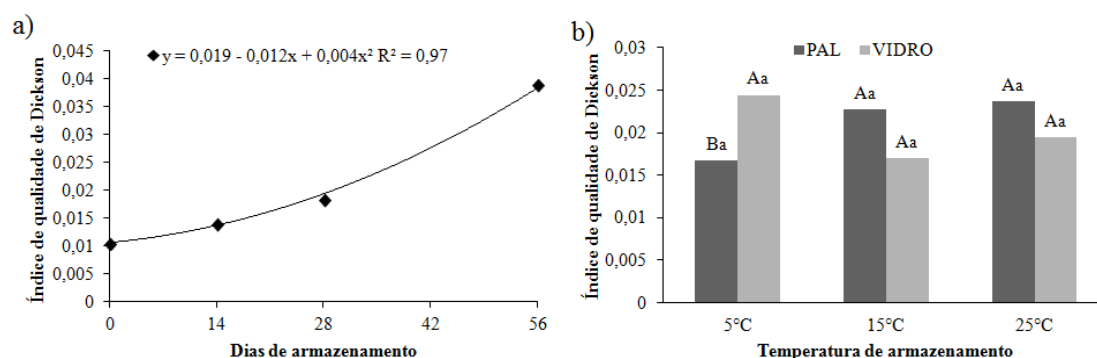 a)
Índice de qualidade de Dickson
0,045
0,04
0,035
0,03
0,025
0,02
0,015
0,01
0,005
0
y = 0,019 - 0,012x + 0,004x² R² = 0,97
0 14 28 42 56
Dias de armazenamento
b)
Índice de qualidade de Dickson
0,03
0,025
0,02
0,015
0,01
0,005
0
PAL VIDRO
Ba Aa Aa Aa Aa Aa
5°C 15°C 25°C
Temperatura de armazenamento